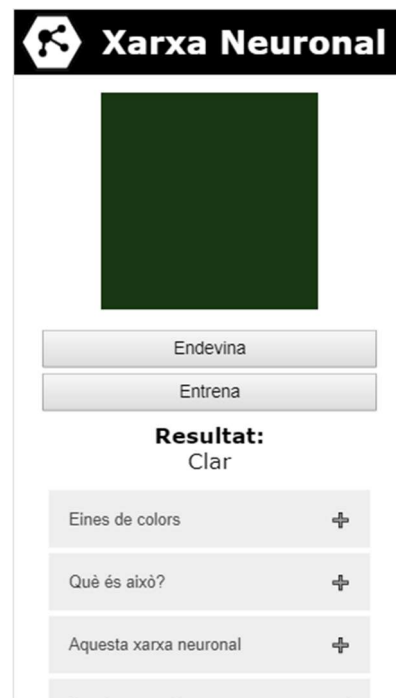 Xarxa Neuronal
Endevina
Entrena
Resultat:
Clar
Eines de colors
Què és això?
Aquesta xarxa neuronal